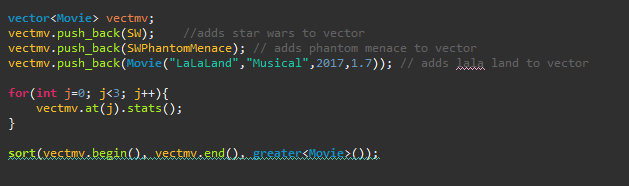 vector<Movie> vectmv;
vectmv.push_back(SW);    //adds star wars to vector
vectmv.push_back(SWPhantomMenace); // adds phantom menace to vector
vectmv.push_back(Movie("LaLaLand","Musical",2017,1.7)); // adds lala land to vector
for(int j=0; j<3; j++){
    vectmv.at(j).stats();
}
sort(vectmv.begin(), vectmv.end(), greater<Movie>());